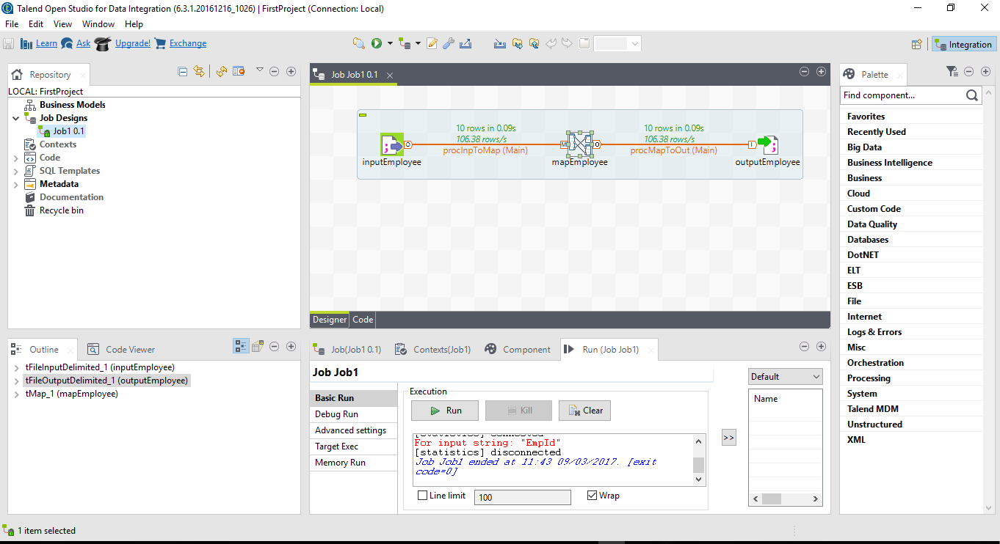 Talend Open Studio for Data Integration (6.3.1.20161216_1026) | FirstProject (Connection: Local)
File Edit View Window Help
Learn Ask Upgrade! Exchange
Integration
Repository
LOCAL: FirstProject
Business Models
Job Designs
Job1 0.1
Contexts
Code
SQL Templates
Metadata
Documentation
Recycle bin
Job Job1 0.1
10 rows in 0.09s
106.38 rows/s
procInpToMap (Main)
10 rows in 0.09s
106.38 rows/s
procMapToOut (Main)
inputEmployee
mapEmployee
outputEmployee
Designer Code
Palette
Find component...
Favorites
Recently Used
Big Data
Business Intelligence
Business
Cloud
Custom Code
Data Quality
Databases
DotNET
ELT
ESB
File
Internet
Logs & Errors
Misc
Orchestration
Processing
System
Talend MDM
Unstructured
XML
Outline Code Viewer
tFileInputDelimited_1 (inputEmployee)
tFileOutputDelimited_1 (outputEmployee)
tMap_1 (mapEmployee)
Job(Job1 0.1) Contexts(Job1) Component Run (Job Job1)
Job Job1
Basic Run
Debug Run
Advanced settings
Target Exec
Memory Run
Execution
Run Kill Clear
[statistics] connected
For input string: "EmpId"
[statistics] disconnected
Job Job1 ended at 11:43 09/03/2017. [exit
code=0]
Line limit 100 Wrap
>>
Default
Name
1 item selected